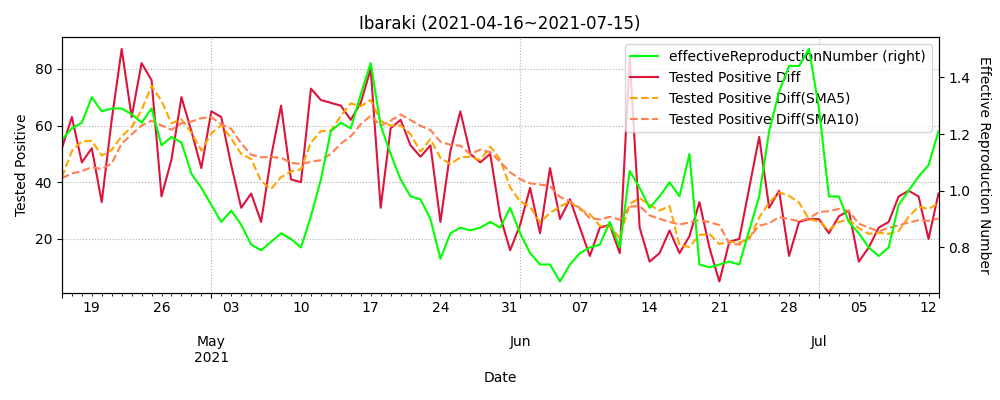 Ibaraki (2021-04-16~2021-07-15)
effectiveReproductionNumber (right)
Tested Positive Diff
Tested Positive Diff(SMA5)
Tested Positive Diff(SMA10)
Tested Positive
80
60
40
20
1.4
1.2
1.0
0.8
Effective Reproduction Number
19 26 03 10 17 24 31 07 14 21 28 05 12
May Jun Jul
2021
Date